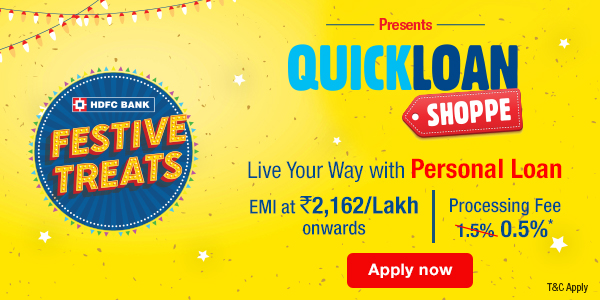 HDFC BANK
FESTIVE
TREATS
Presents
QUICKLOAN
SHOPPE
Live Your Way with Personal Loan
EMI at ₹2,162/Lakh
onwards
Processing Fee
1.5% 0.5%*
Apply now
T&C Apply